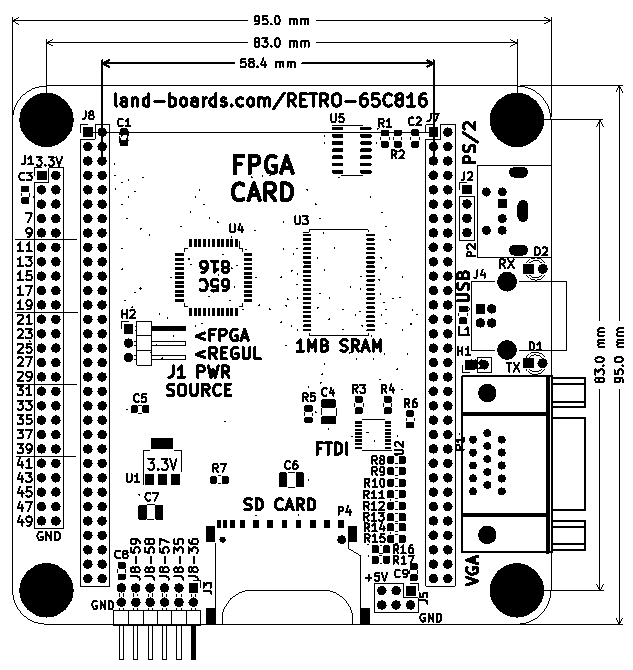 95.0 mm
83.0 mm
58.4 mm
land-boards.com/RETRO-65C816
J8
C1
U5
R1
C2
J7
R2
PS/2
J1
3.3V
C3
FPGA
CARD
J2
7
9
11
13
15
17
19
21
23
25
27
29
31
33
35
37
39
41
43
45
47
49
GND
U4
U3
65C
816
P2
D2
RX
J4
USB
L1
H2
<FPGA
<REGUL
J1 PWR
SOURCE
1MB SRAM
H1
D1
TX
83.0 mm
95.0 mm
C5
R5
C4
R3
R4
R6
FTDI
U2
P1
3.3V
U1
R7
C6
R8
R9
R10
R11
R12
R13
R14
R15
R16
R17
C7
SD CARD
P4
C8
J8-59
J8-58
J8-57
J8-35
J8-36
J3
GND
+5V
C9
J5
GND
VGA